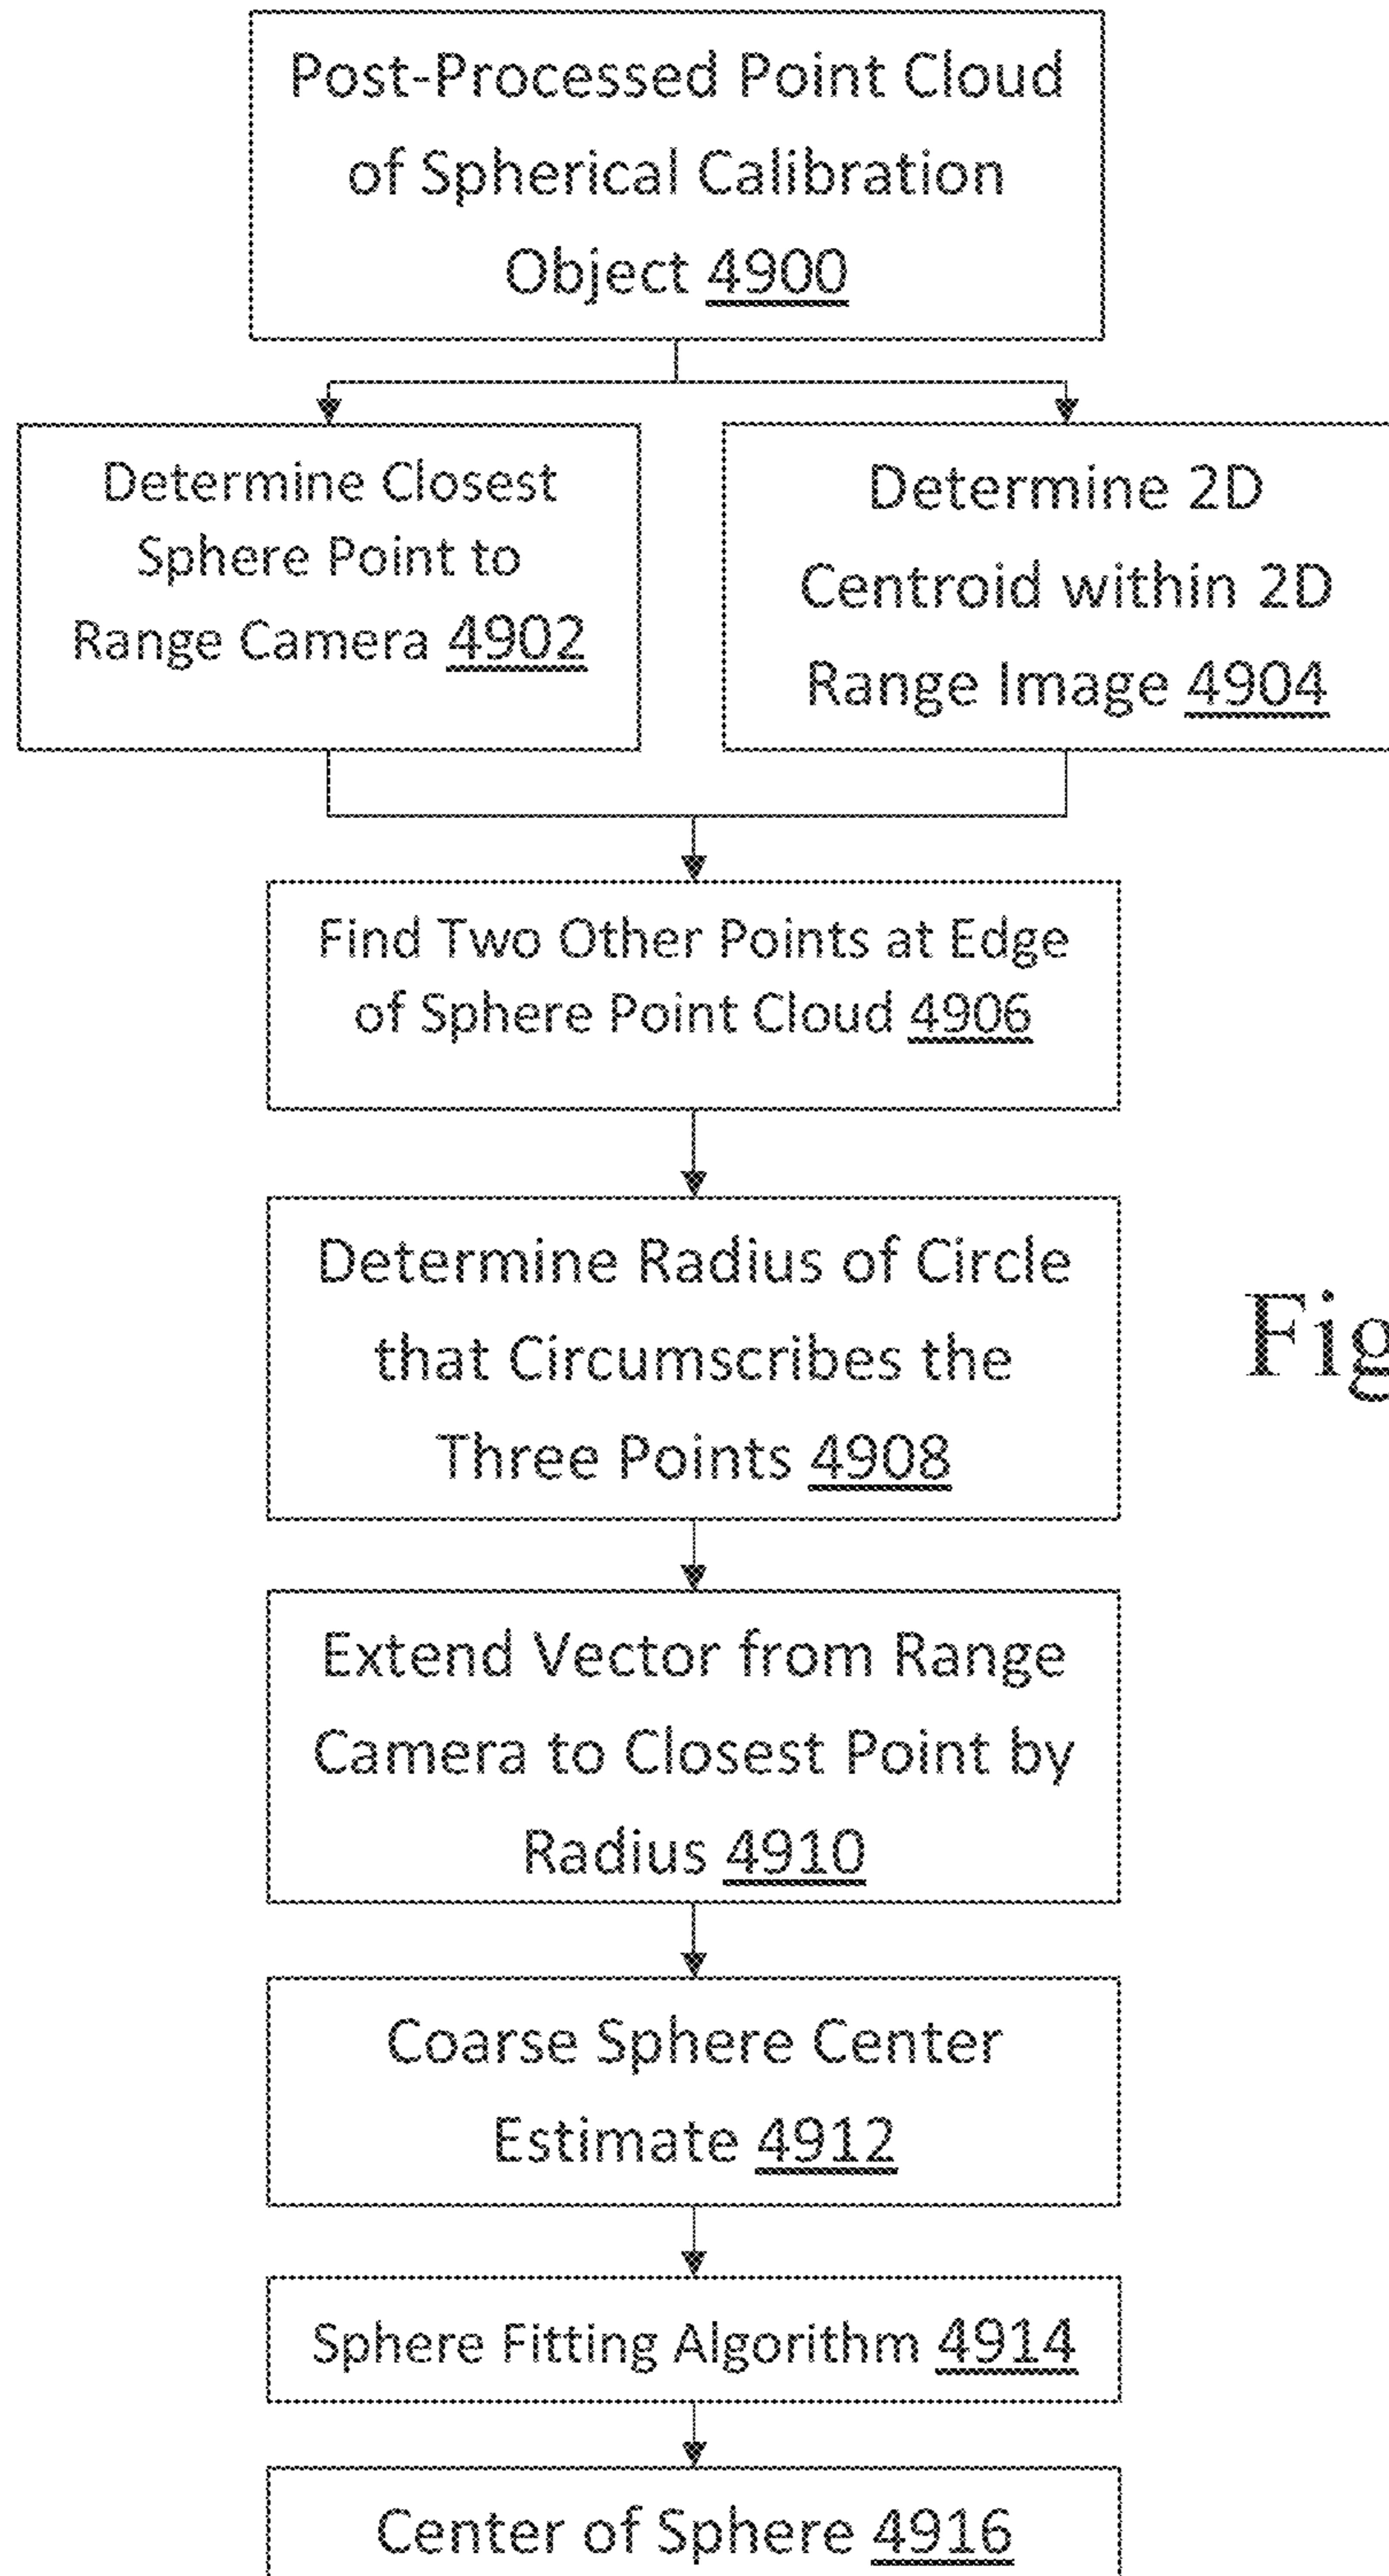 Post-Processed Point Cloud
of Spherical Calibration
Object 4900
Determine Closest
Sphere Point to
Range Camera 4902
Determine 2D
Centroid within 2D
Range Image 4904
Find Two Other Points at Edge
of Sphere Point Cloud 4906
Determine Radius of Circle
that Circumscribes the
Three Points 4908
Fig
Extend Vector from Range
Camera to Closest Point by
Radius 4910
Coarse Sphere Center
Estimate 4912
Sphere Fitting Algorithm 4914
Center of Sphere 4916